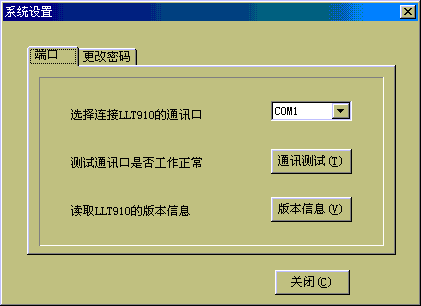 系统设置
端口 更改密码
选择连接LLT910的通讯口 COM1
测试通讯口是否工作正常 通讯测试(T)
读取LLT910的版本信息 版本信息(V)
关闭(C)